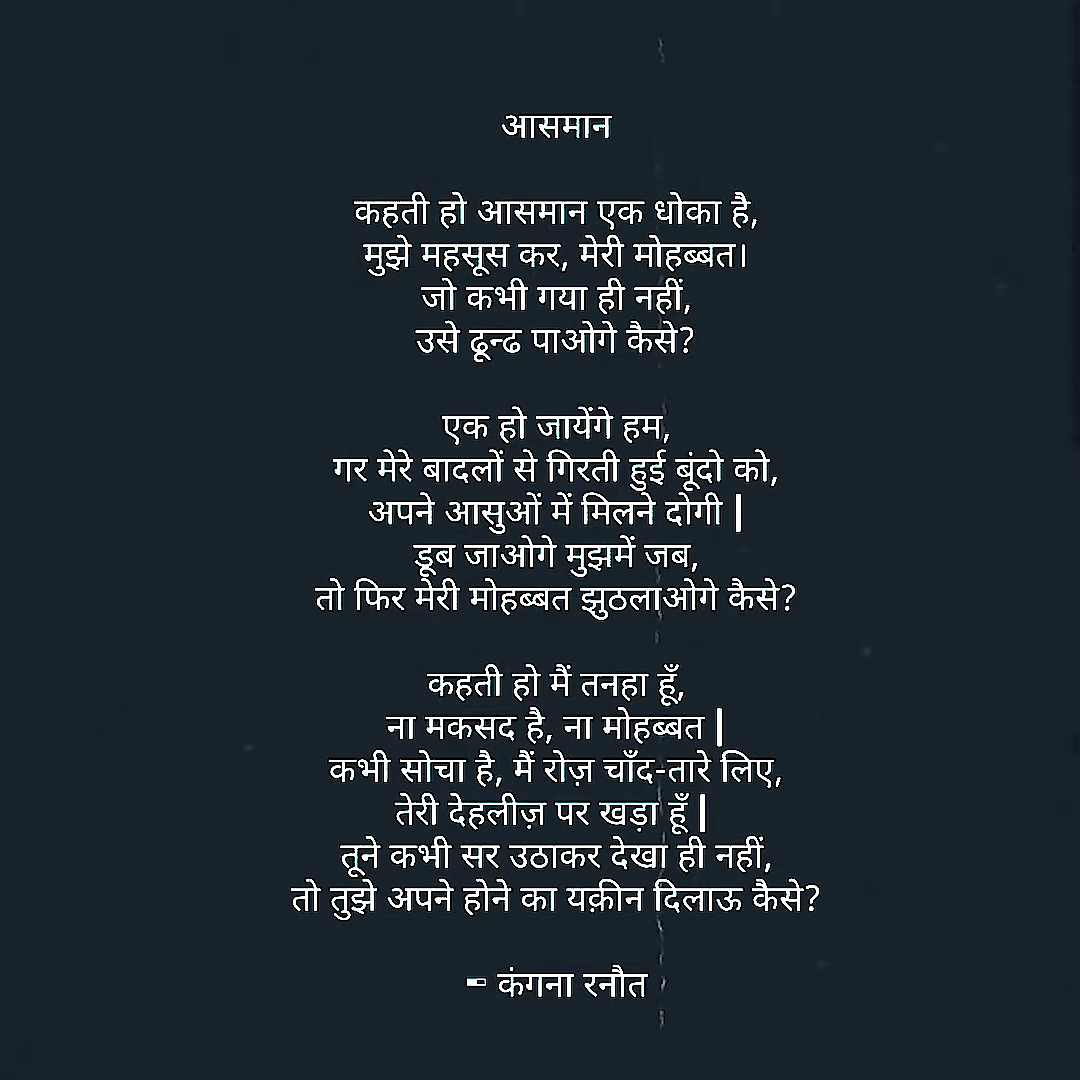 आसमान
कहती हो आसमान एक धोका है,
मुझे महसूस कर, मेरी मोहब्बत।
जो कभी गया ही नहीं,
उसे ढून्ढ पाओगे कैसे?
एक हो जायेंगे हम,
गर मेरे बादलों से गिरती हुई बूंदो को,
अपने आसुओं में मिलने दोगी |
डूब जाओगे मुझमें जब,
तो फिर मेरी मोहब्बत झुठलाओगे कैसे?
कहती हो मैं तनहा हूँ,
ना मकसद है, ना मोहब्बत |
कभी सोचा है, मैं रोज़ चाँद-तारे लिए,
तेरी देहलीज़ पर खड़ा हूँ |
तूने कभी सर उठाकर देखा ही नहीं,
तो तुझे अपने होने का यक़ीन दिलाऊ कैसे?
- कंगना रनौत